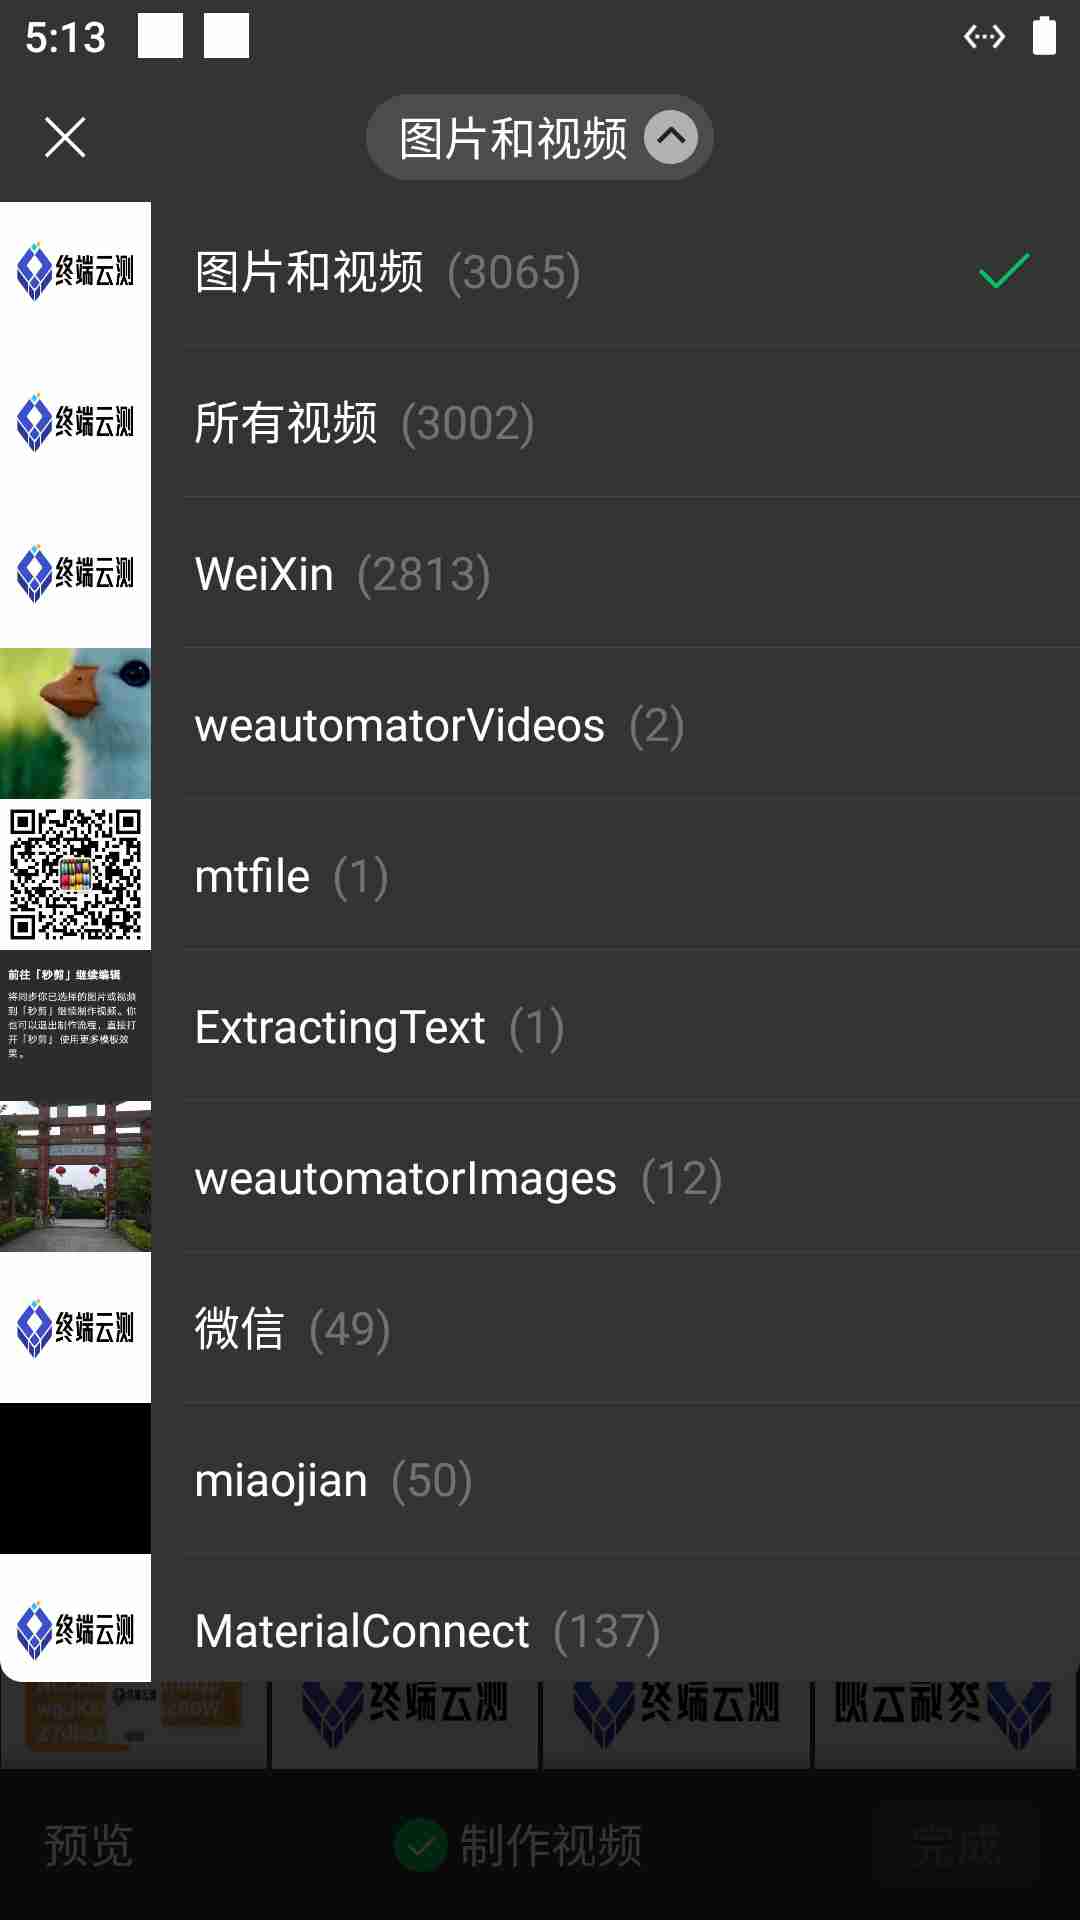 5:13
图片和视频
终端云测
图片和视频 (3065)
终端云测
所有视频 (3002)
终端云测
WeiXin (2813)
weautomatorVideos (2)
mtfile (1)
前往「秒剪」继续编辑
将同步你已选择的图片或视频
到「秒剪」继续制作视频。你
也可以退出制作流程，直接打
开「秒剪」使用更多模板效
果。
ExtractingText (1)
weautomatorImages (12)
终端云测
微信 (49)
miaojian (50)
终端云测
MaterialConnect (137)
终端云测
终端云测
终端云测
预览
制作视频
完成